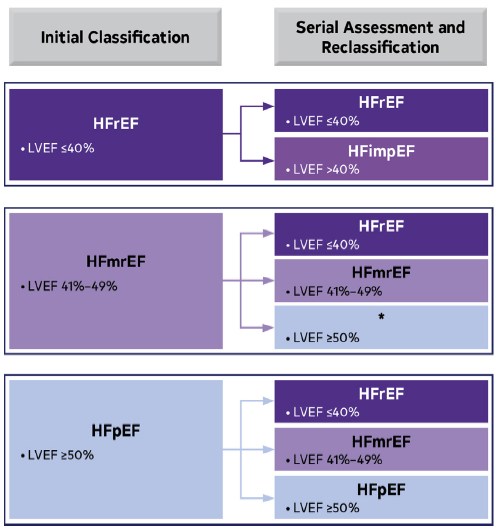 Initial Classification
Serial Assessment and
Reclassification
HFrEF
• LVEF ≤40%
HFrEF
• LVEF ≤40%
HFimpEF
• LVEF >40%
HFmrEF
• LVEF 41%–49%
HFrEF
• LVEF ≤40%
HFmrEF
• LVEF 41%–49%
*
• LVEF ≥50%
HFpEF
• LVEF ≥50%
HFrEF
• LVEF ≤40%
HFmrEF
• LVEF 41%–49%
HFpEF
• LVEF ≥50%